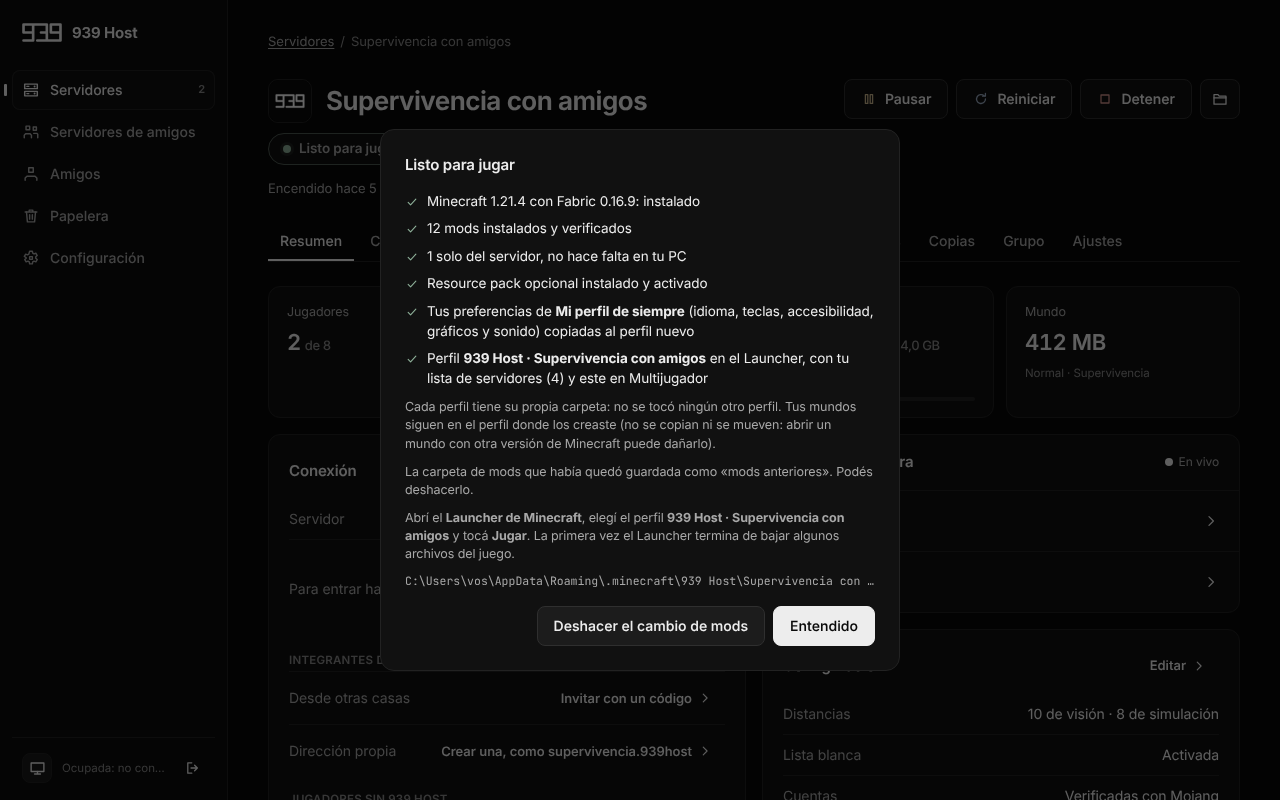 939 939 Host
Servidores 2
Servidores de amigos
Amigos
Papelera
Configuración
Ocupada: no con…
Servidores / Supervivencia con amigos
939 Supervivencia con amigos
Pausar
Reiniciar
Detener
Listo para
Encendido hace 5
Resumen
Copias
Grupo
Ajustes
Jugadores
2 de 8
4,0 GB
Mundo
412 MB
Normal · Supervivencia
Conexión
Servidor
Para entrar
INTEGRANTES
Desde otras casas
Invitar con un código
Dirección propia
Crear una, como supervivencia.939host
JUGADORES SIN 939 HOST
En vivo
Editar
Distancias
10 de visión · 8 de simulación
Lista blanca
Activada
Cuentas
Verificadas con Mojang
Listo para jugar
Minecraft 1.21.4 con Fabric 0.16.9: instalado
12 mods instalados y verificados
1 solo del servidor, no hace falta en tu PC
Resource pack opcional instalado y activado
Tus preferencias de Mi perfil de siempre (idioma, teclas, accesibilidad,
gráficos y sonido) copiadas al perfil nuevo
Perfil 939 Host · Supervivencia con amigos en el Launcher, con tu
lista de servidores (4) y este en Multijugador
Cada perfil tiene su propia carpeta: no se tocó ningún otro perfil. Tus mundos
siguen en el perfil donde los creaste (no se copian ni se mueven: abrir un
mundo con otra versión de Minecraft puede dañarlo).
La carpeta de mods que había quedó guardada como «mods anteriores». Podés
deshacerlo.
Abrí el Launcher de Minecraft, elegí el perfil 939 Host · Supervivencia con
amigos y tocá Jugar. La primera vez el Launcher termina de bajar algunos
archivos del juego.
C:\Users\vos\AppData\Roaming\.minecraft\939 Host\Supervivencia con …
Deshacer el cambio de mods
Entendido